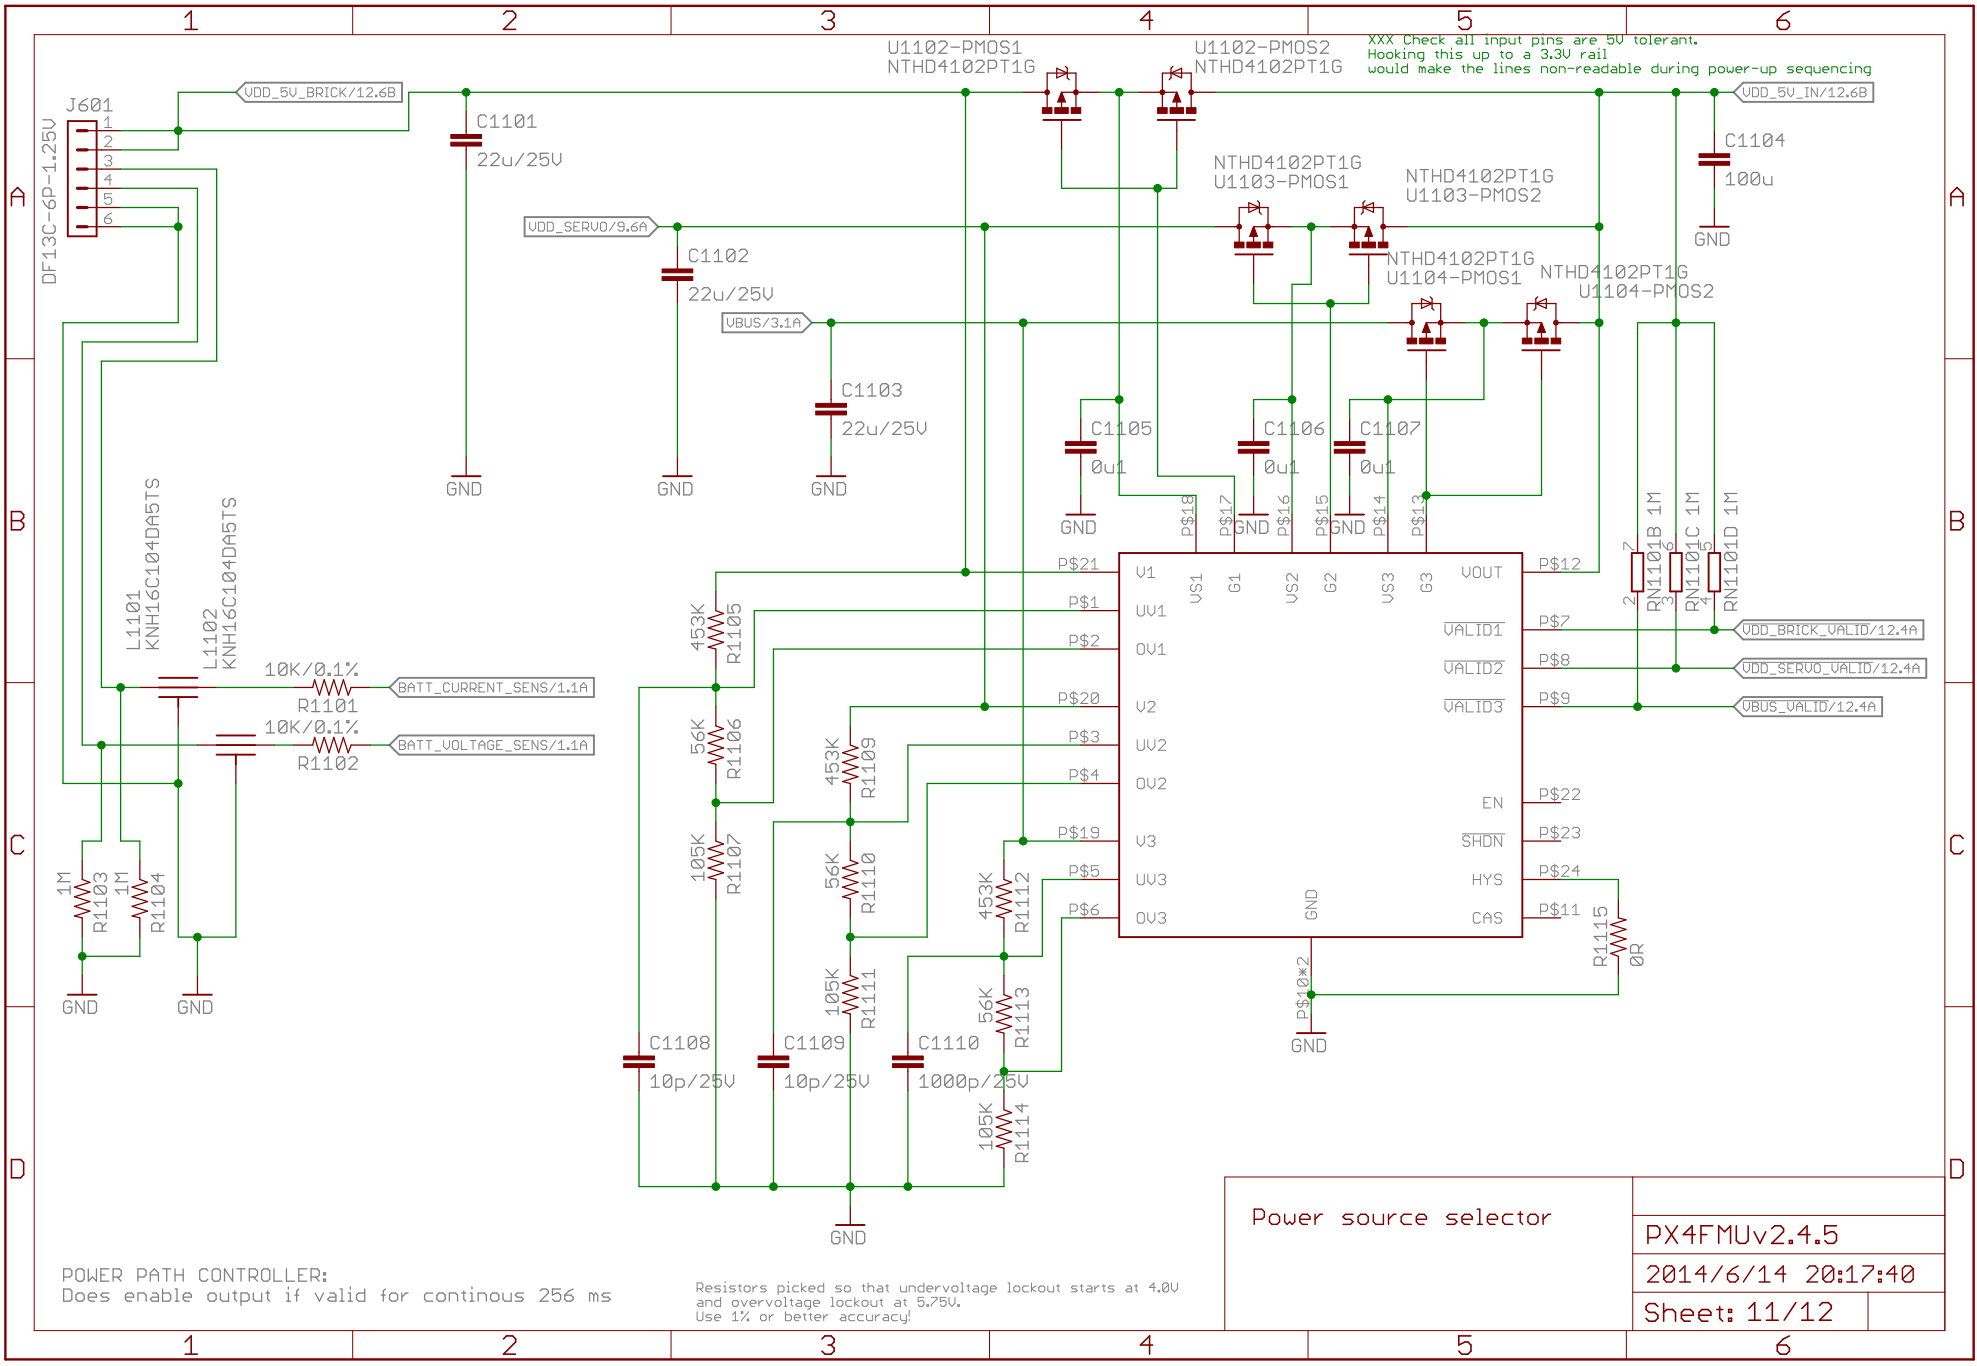 1 2 3 4 5 6
A
B
C
D
XXX Check all input pins are 5V tolerant.
Hooking this up to a 3.3V rail
would make the lines non-readable during power-up sequencing
U1102-PMOS1
NTHD4102PT1G
U1102-PMOS2
NTHD4102PT1G
VDD_5V_BRICK/12.6B
VDD_5V_IN/12.6B
J601
DF13C-6P-1.25V
1
2
3
4
5
6
C1101
22u/25V
C1104
100u
GND
NTHD4102PT1G
U1103-PMOS1
NTHD4102PT1G
U1103-PMOS2
VDD_SERVO/9.6A
C1102
22u/25V
NTHD4102PT1G
U1104-PMOS1
NTHD4102PT1G
U1104-PMOS2
VBUS/3.1A
C1103
22u/25V
C1105
0u1
C1106
0u1
C1107
0u1
GND
GND
GND
GND
GND
GND
P$18
P$17
P$16
P$15
P$14
P$13
VS1
G1
VS2
G2
VS3
G3
P$21 V1
P$1 UV1
P$2 OV1
P$20 V2
P$3 UV2
P$4 OV2
P$19 V3
P$5 UV3
P$6 OV3
VOUT P$12
VALID1 P$7
VALID2 P$8
VALID3 P$9
EN P$22
SHDN P$23
HYS P$24
CAS P$11
GND
P$10*2
GND
R1115
0R
7
2
RN1101B 1M
6
3
RN1101C 1M
5
4
RN1101D 1M
VDD_BRICK_VALID/12.4A
VDD_SERVO_VALID/12.4A
VBUS_VALID/12.4A
L1101
KNH16C104DA5TS
L1102
KNH16C104DA5TS
10K/0.1%
R1101
BATT_CURRENT_SENS/1.1A
10K/0.1%
R1102
BATT_VOLTAGE_SENS/1.1A
1M
R1103
1M
R1104
GND
GND
453K
R1105
56K
R1106
105K
R1107
453K
R1109
56K
R1110
105K
R1111
453K
R1112
56K
R1113
105K
R1114
C1108
10p/25V
C1109
10p/25V
C1110
1000p/25V
GND
POWER PATH CONTROLLER:
Does enable output if valid for continous 256 ms
Resistors picked so that undervoltage lockout starts at 4.0V
and overvoltage lockout at 5.75V.
Use 1% or better accuracy!
Power source selector
PX4FMUv2.4.5
2014/6/14 20:17:40
Sheet: 11/12
A
B
C
D
1 2 3 4 5 6